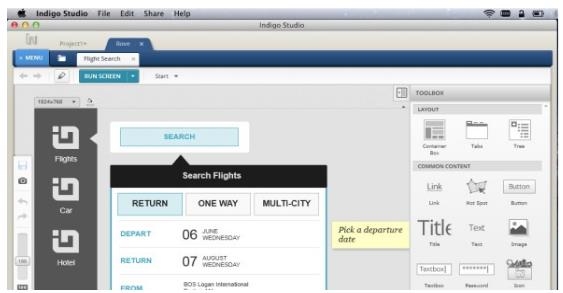 Indigo Studio File Edit Share Help
Indigo Studio
Project1*
Rove ×
MENU
Flight Search ×
RUN SCREEN
Start
1024x768
TOOLBOX
LAYOUT
SEARCH
Flights
Container Box
Tabs
Tree
COMMON CONTENT
Search Flights
Link
Button
Link
Hot Spot
Button
Car
RETURN
ONE WAY
MULTI-CITY
DEPART
06 JUNE
WEDNESDAY
Pick a departure
date
Title
Text
Title
Text
Image
RETURN
07 AUGUST
WEDNESDAY
Hotel
100
Textbox
*******
FROM
BOS Logan International
Textbox
Password
Icon